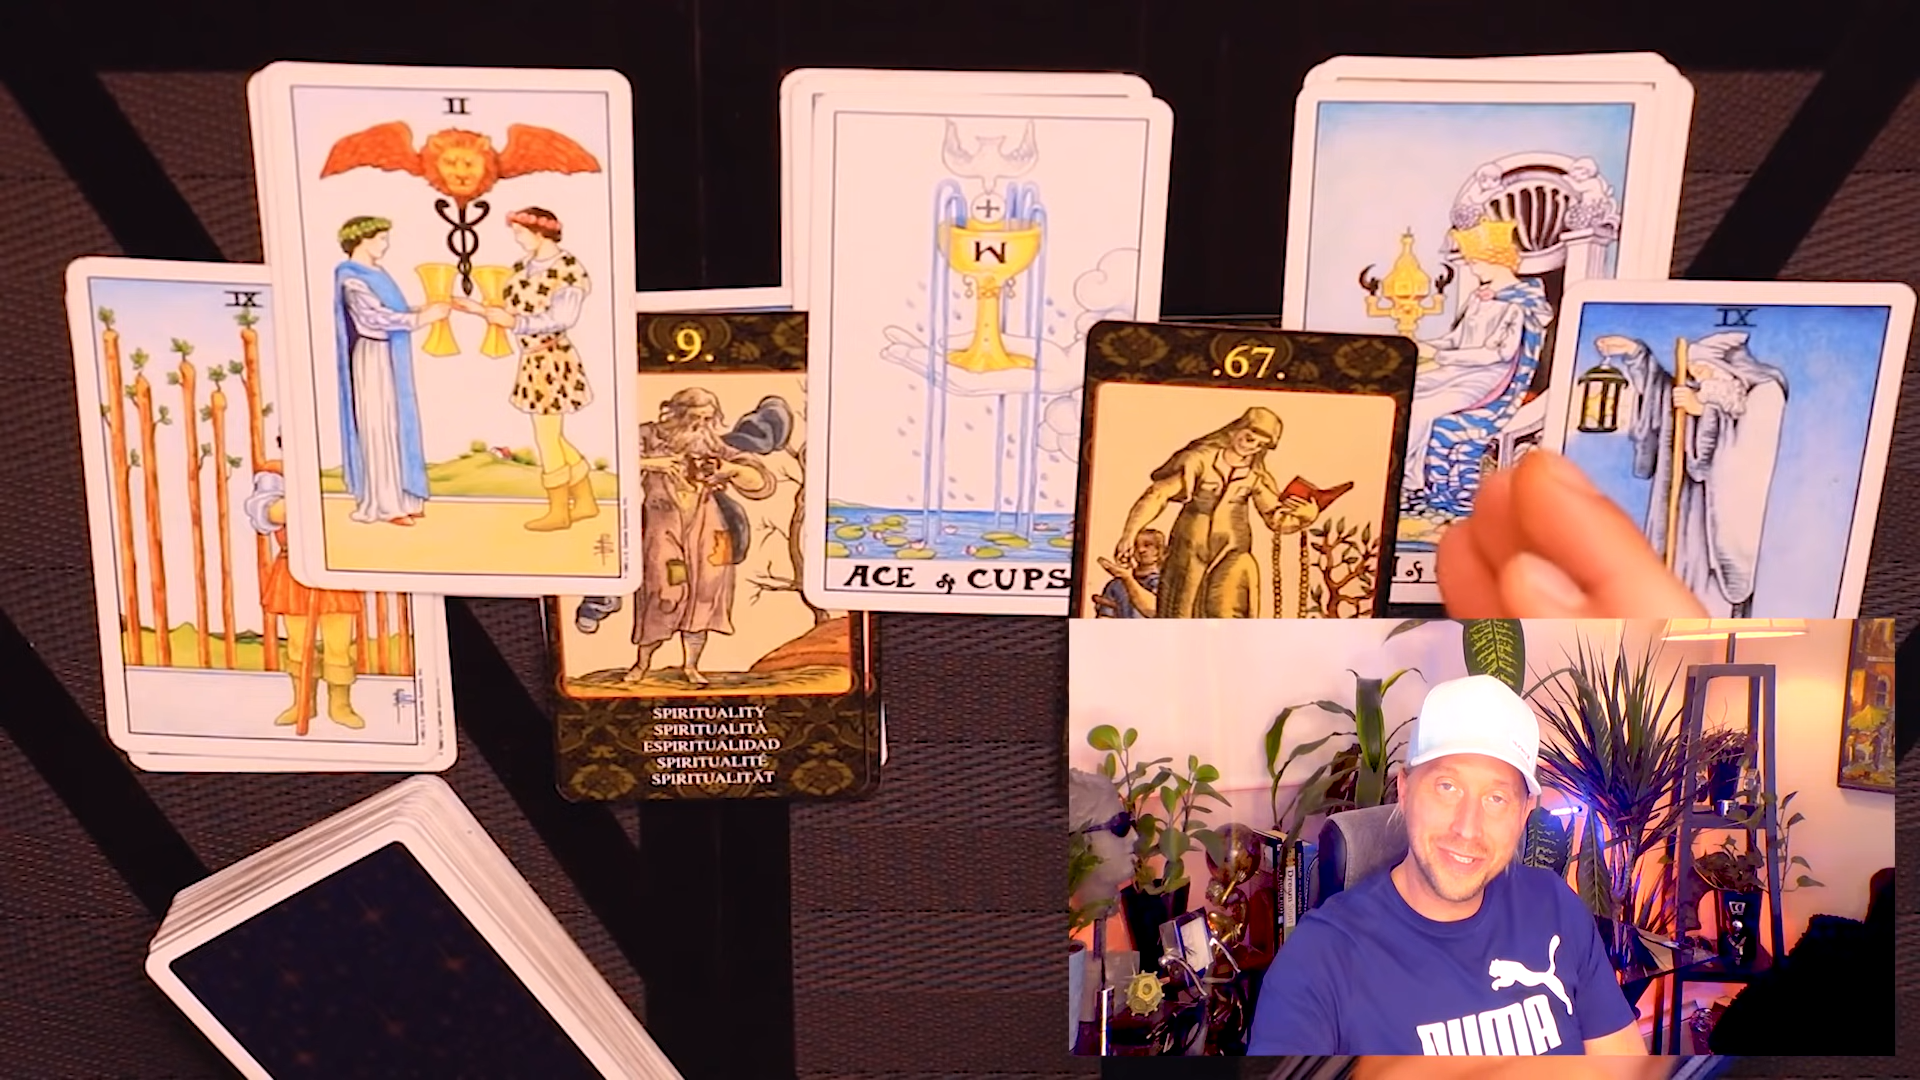 II
IX
.9.
W
ACE of CUPS
.67.
IX
SPIRITUALITY
SPIRITUALITÀ
ESPIRITUALIDAD
SPIRITUALITÉ
SPIRITUALITÄT
PUMA